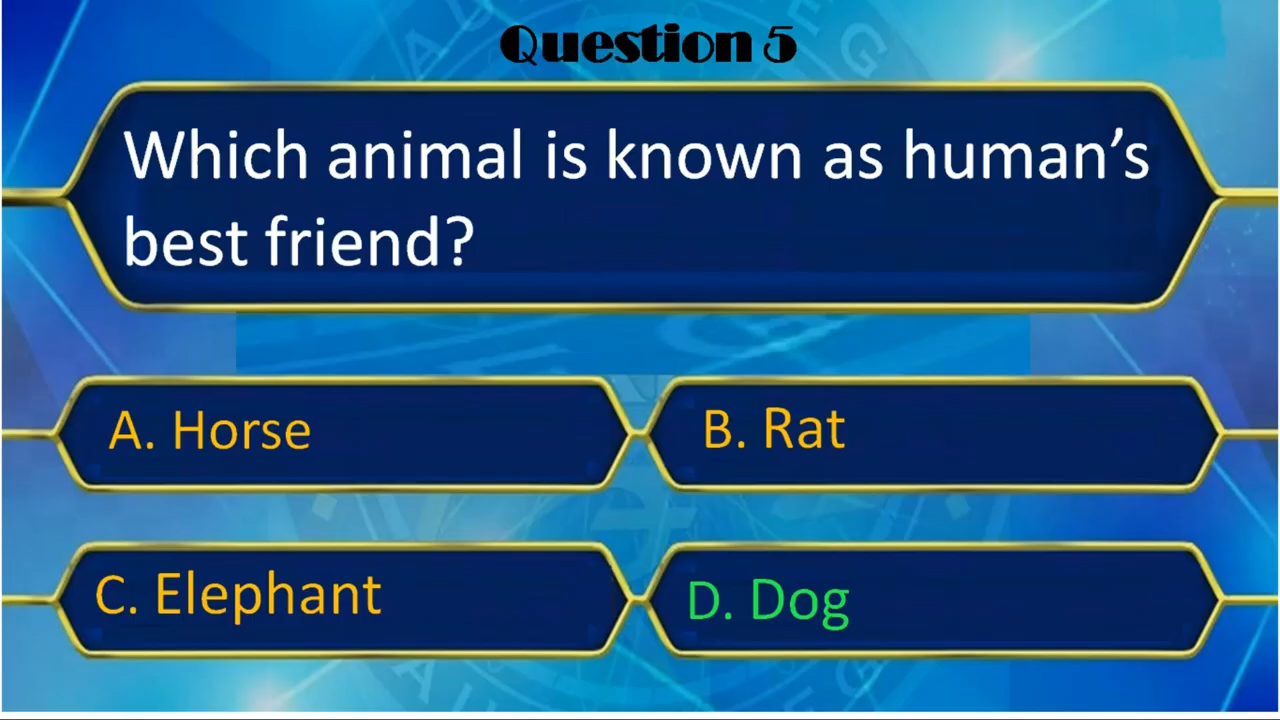 Question 5
Which animal is known as human’s
best friend?
A. Horse
B. Rat
C. Elephant
D. Dog